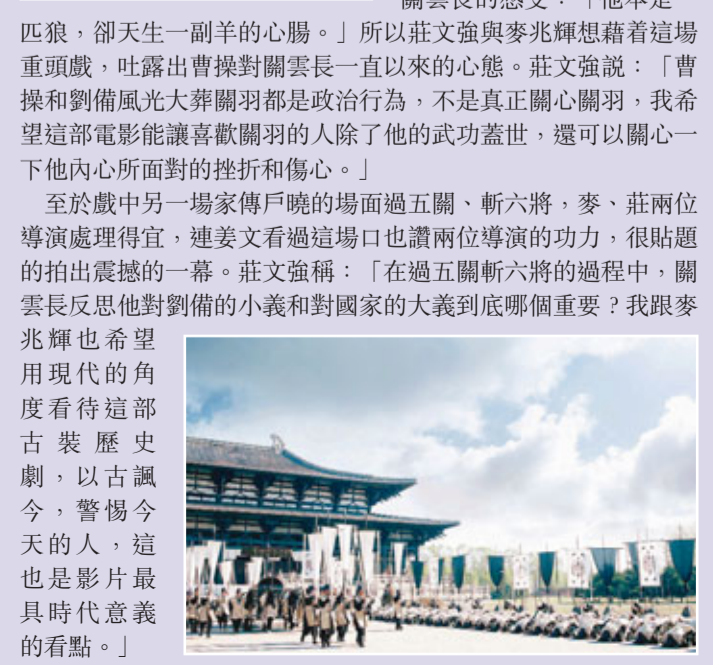 關雲長的感受：「他本是一
匹狼，卻天生一副羊的心腸。」所以莊文強與麥兆輝想藉着這場
重頭戲，吐露出曹操對關雲長一直以來的心態。莊文強説：「曹
操和劉備風光大葬關羽都是政治行為，不是真正關心關羽，我希
望這部電影能讓喜歡關羽的人除了他的武功蓋世，還可以關心一
下他內心所面對的挫折和傷心。」
至於戲中另一場家傳戶曉的場面過五關、斬六將，麥、莊兩位
導演處理得宜，連姜文看過這場口也讚兩位導演的功力，很貼題
的拍出震撼的一幕。莊文強稱：「在過五關斬六將的過程中，關
雲長反思他對劉備的小義和對國家的大義到底哪個重要？我跟麥
兆輝也希望
用現代的角
度看待這部
古裝歷史
劇，以古諷
今，警惕今
天的人，這
也是影片最
具時代意義
的看點。」